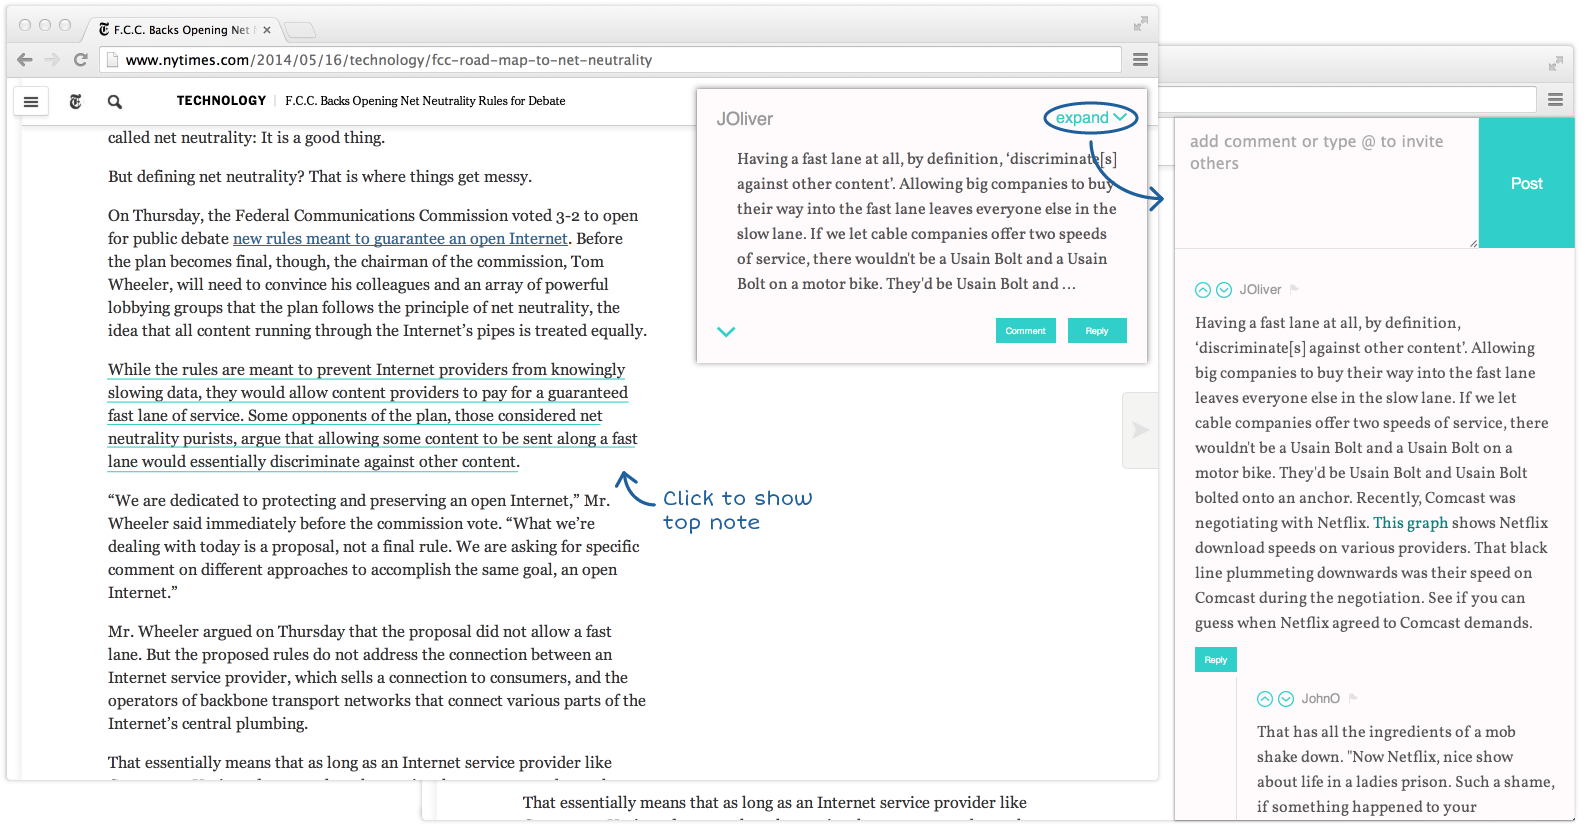 F.C.C. Backs Opening Net
www.nytimes.com/2014/05/16/technology/fcc-road-map-to-net-neutrality
TECHNOLOGY | F.C.C. Backs Opening Net Neutrality Rules for Debate
called net neutrality: It is a good thing.
But defining net neutrality? That is where things get messy.
On Thursday, the Federal Communications Commission voted 3-2 to open
for public debate new rules meant to guarantee an open Internet. Before
the plan becomes final, though, the chairman of the commission, Tom
Wheeler, will need to convince his colleagues and an array of powerful
lobbying groups that the plan follows the principle of net neutrality, the
idea that all content running through the Internet's pipes is treated equally.
While the rules are meant to prevent Internet providers from knowingly
slowing data, they would allow content providers to pay for a guaranteed
fast lane of service. Some opponents of the plan, those considered net
neutrality purists, argue that allowing some content to be sent along a fast
lane would essentially discriminate against other content.
“We are dedicated to protecting and preserving an open Internet,” Mr.
Wheeler said immediately before the commission vote. “What we're
dealing with today is a proposal, not a final rule. We are asking for specific
comment on different approaches to accomplish the same goal, an open
Internet.”
Mr. Wheeler argued on Thursday that the proposal did not allow a fast
lane. But the proposed rules do not address the connection between an
Internet service provider, which sells a connection to consumers, and the
operators of backbone transport networks that connect various parts of the
Internet's central plumbing.
That essentially means that as long as an Internet service provider like
Click to show
top note
JOliver
expand
Having a fast lane at all, by definition, ‘discriminate[s]
against other content’. Allowing big companies to buy
their way into the fast lane leaves everyone else in the
slow lane. If we let cable companies offer two speeds
of service, there wouldn't be a Usain Bolt and a Usain
Bolt on a motor bike. They'd be Usain Bolt and ...
Comment
Reply
add comment or type @ to invite
others
Post
JOliver
Having a fast lane at all, by definition,
‘discriminate[s] against other content’. Allowing
big companies to buy their way into the fast lane
leaves everyone else in the slow lane. If we let
cable companies offer two speeds of service, there
wouldn't be a Usain Bolt and a Usain Bolt on a
motor bike. They'd be Usain Bolt and Usain Bolt
bolted onto an anchor. Recently, Comcast was
negotiating with Netflix. This graph shows Netflix
download speeds on various providers. That black
line plummeting downwards was their speed on
Comcast during the negotiation. See if you can
guess when Netflix agreed to Comcast demands.
Reply
JohnO
That has all the ingredients of a mob
shake down. "Now Netflix, nice show
about life in a ladies prison. Such a shame,
if something happened to your
That essentially means that as long as an Internet service provider like